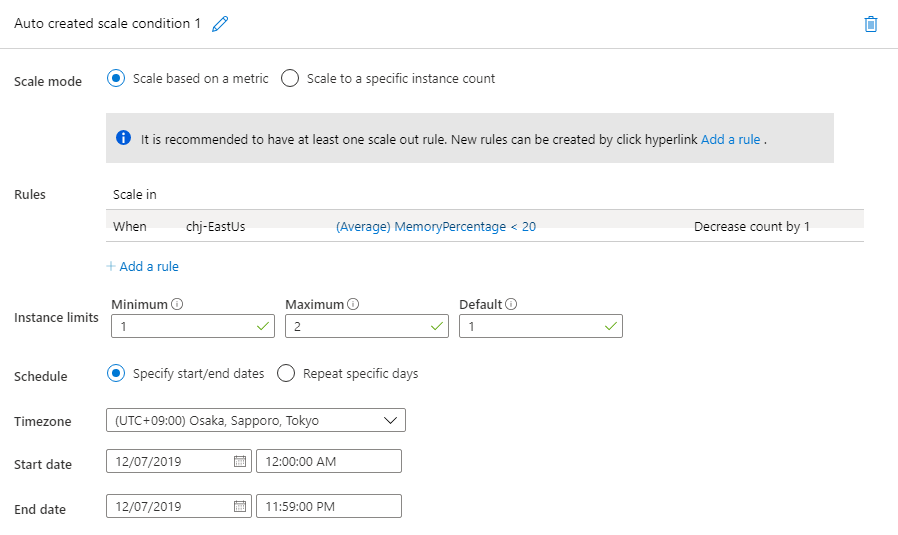 Auto created scale condition 1
Scale mode
Scale based on a metric
Scale to a specific instance count
It is recommended to have at least one scale out rule. New rules can be created by click hyperlink Add a rule .
Rules
Scale in
When chj-EastUs (Average) MemoryPercentage < 20 Decrease count by 1
+ Add a rule
Instance limits
Minimum Maximum Default
1 2 1
Schedule
Specify start/end dates
Repeat specific days
Timezone
(UTC+09:00) Osaka, Sapporo, Tokyo
Start date
12/07/2019 12:00:00 AM
End date
12/07/2019 11:59:00 PM